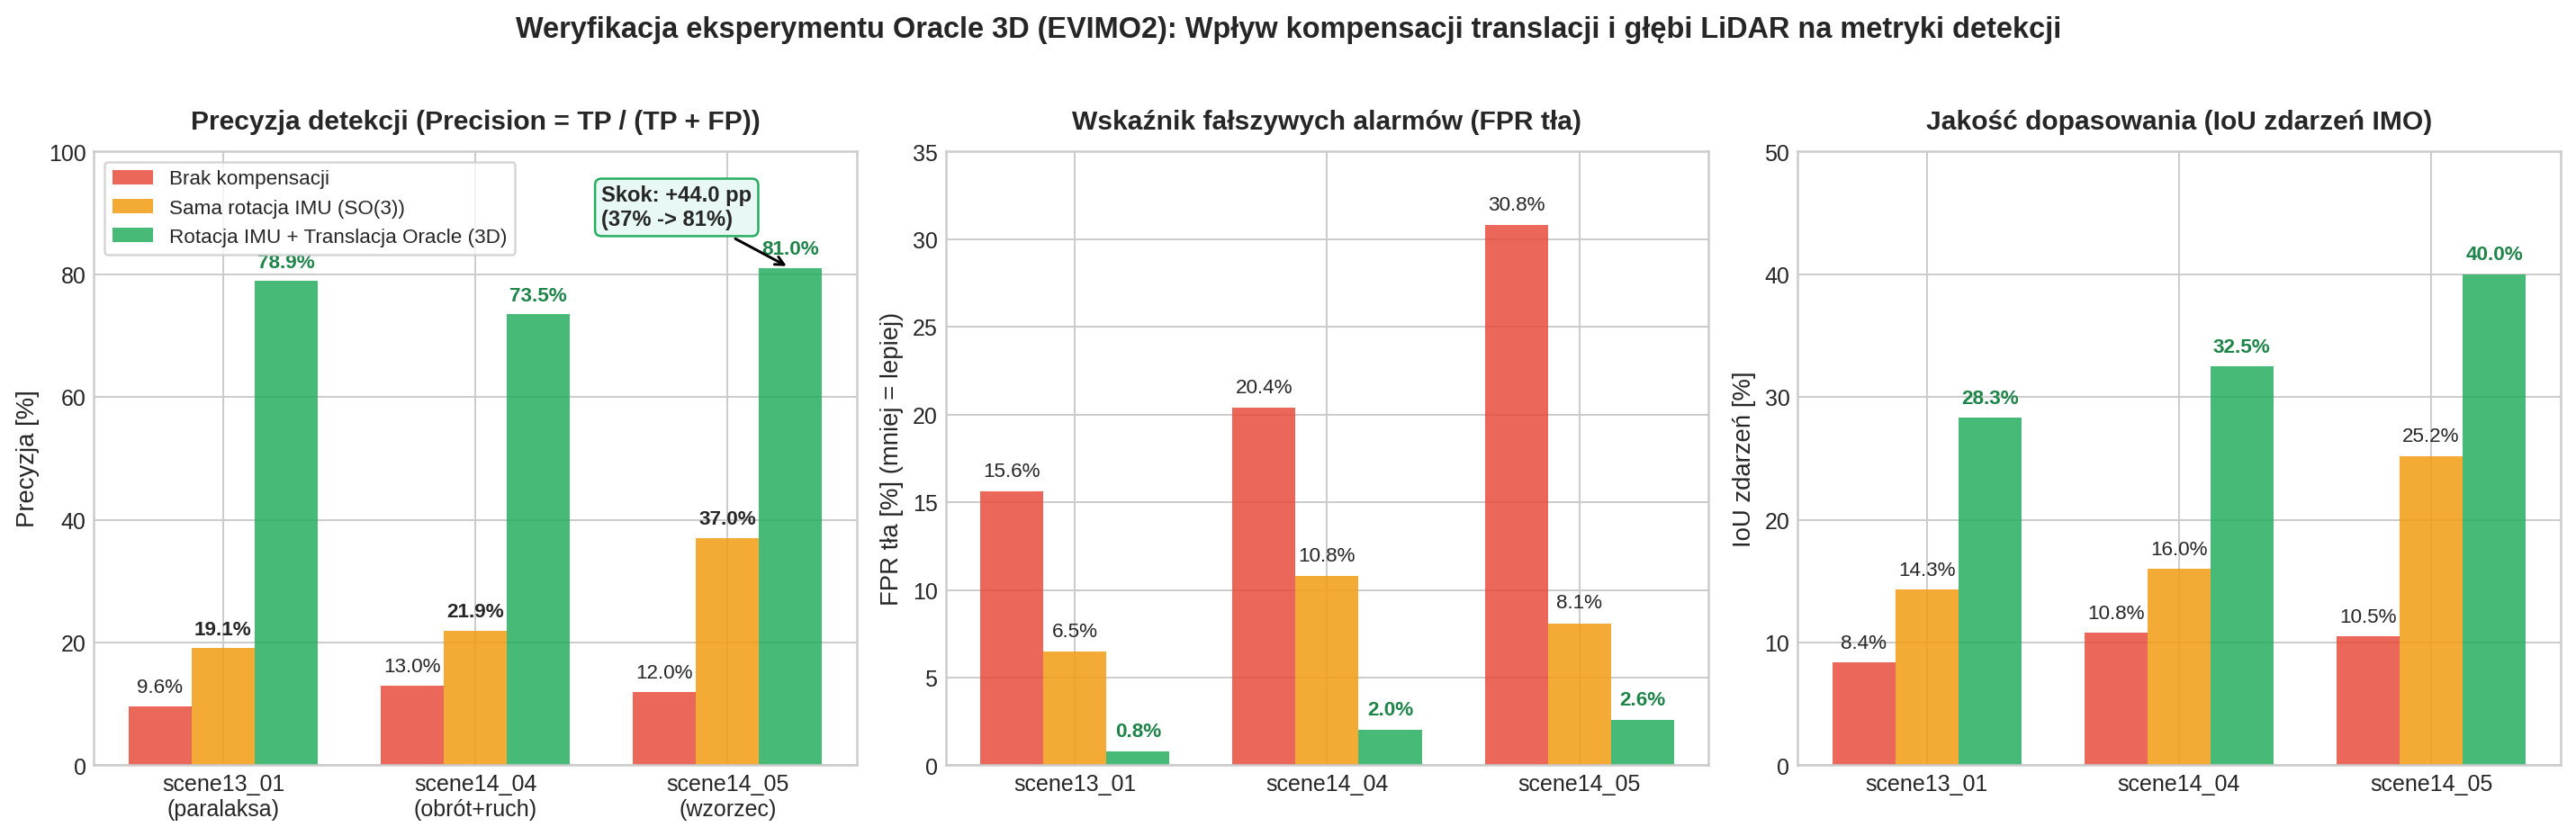 Weryfikacja eksperymentu Oracle 3D (EVIMO2): Wpływ kompensacji translacji i głębi LiDAR na metryki detekcji
Precyzja detekcji (Precision = TP / (TP + FP))
Precyzja [%]
100
80
60
40
20
0
Brak kompensacji
Sama rotacja IMU (SO(3))
Rotacja IMU + Translacja Oracle (3D)
Skok: +44.0 pp
(37% -> 81%)
9.6%
19.1%
78.9%
13.0%
21.9%
73.5%
12.0%
37.0%
81.0%
scene13_01
(paralaksa)
scene14_04
(obrót+ruch)
scene14_05
(wzorzec)
Wskaźnik fałszywych alarmów (FPR tła)
FPR tła [%] (mniej = lepiej)
35
30
25
20
15
10
5
0
15.6%
6.5%
0.8%
20.4%
10.8%
2.0%
30.8%
8.1%
2.6%
scene13_01
scene14_04
scene14_05
Jakość dopasowania (IoU zdarzeń IMO)
IoU zdarzeń [%]
50
40
30
20
10
0
8.4%
14.3%
28.3%
10.8%
16.0%
32.5%
10.5%
25.2%
40.0%
scene13_01
scene14_04
scene14_05